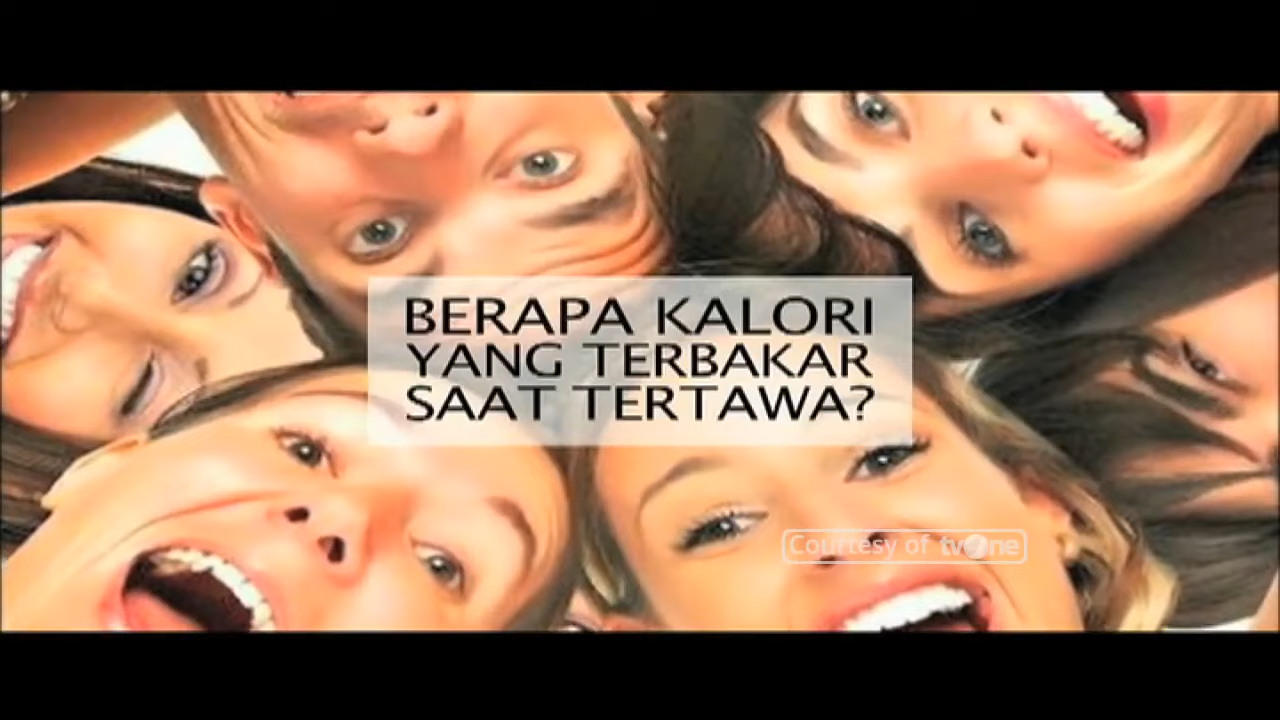 BERAPA KALORI
YANG TERBAKAR
SAAT TERTAWA?
Courtesy of tvOne